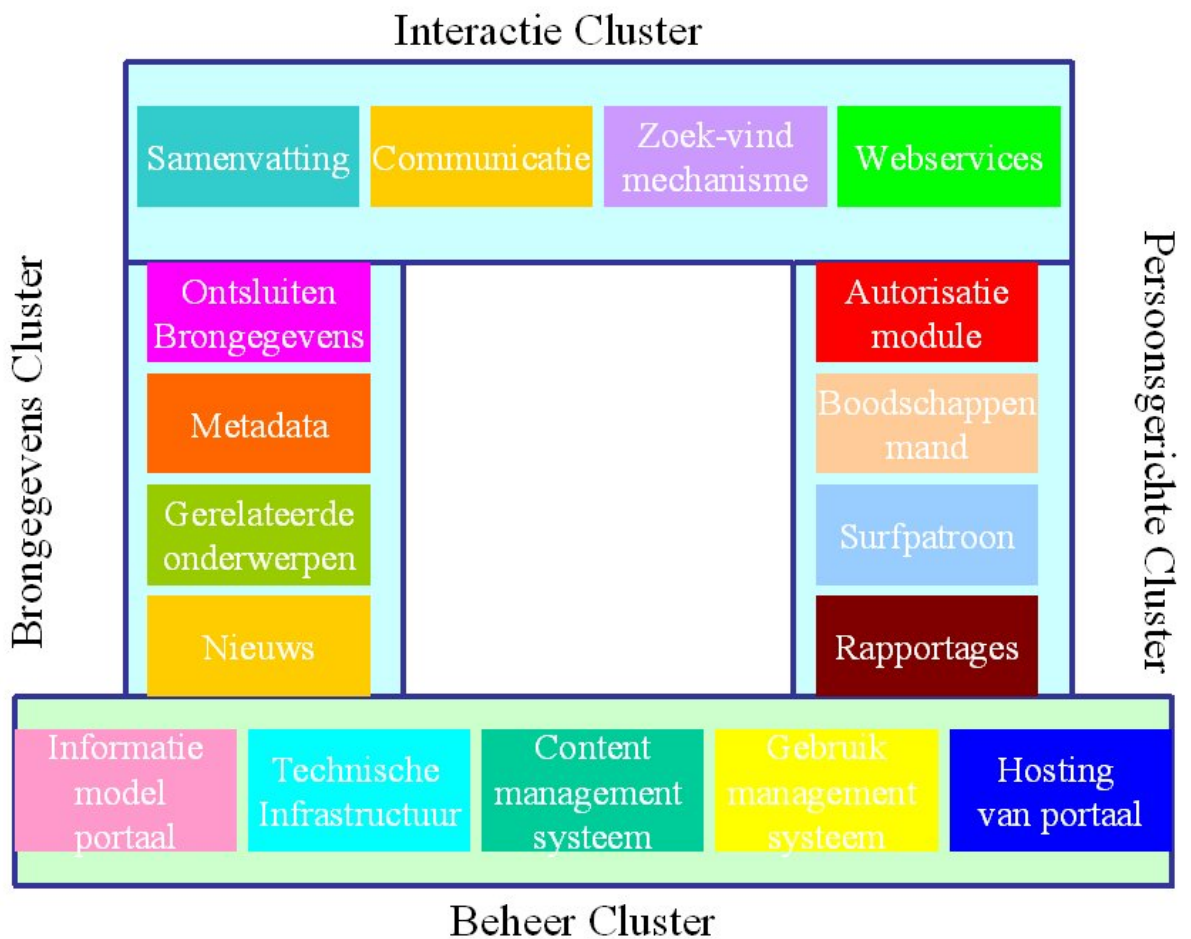 Interactie Cluster
Samenvatting
Communicatie
Zoek-vind
mechanisme
Webservices
Brongegevens Cluster
Ontsluiten
Brongegevens
Metadata
Gerelateerde
onderwerpen
Nieuws
Autorisatie
module
Boodschappen
mand
Surfpatroon
Rapportages
Persoonsgerichte Cluster
Informatie
model
portaal
Technische
Infrastructuur
Content
management
systeem
Gebruik
management
systeem
Hosting
van portaal
Beheer Cluster